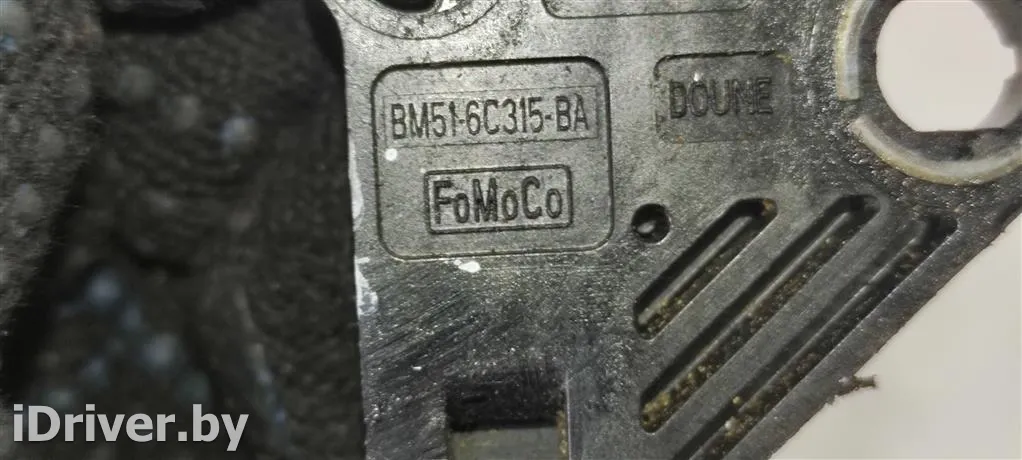 BM51-6C315-BA
DOUNE
FoMoCo
iDriver.by